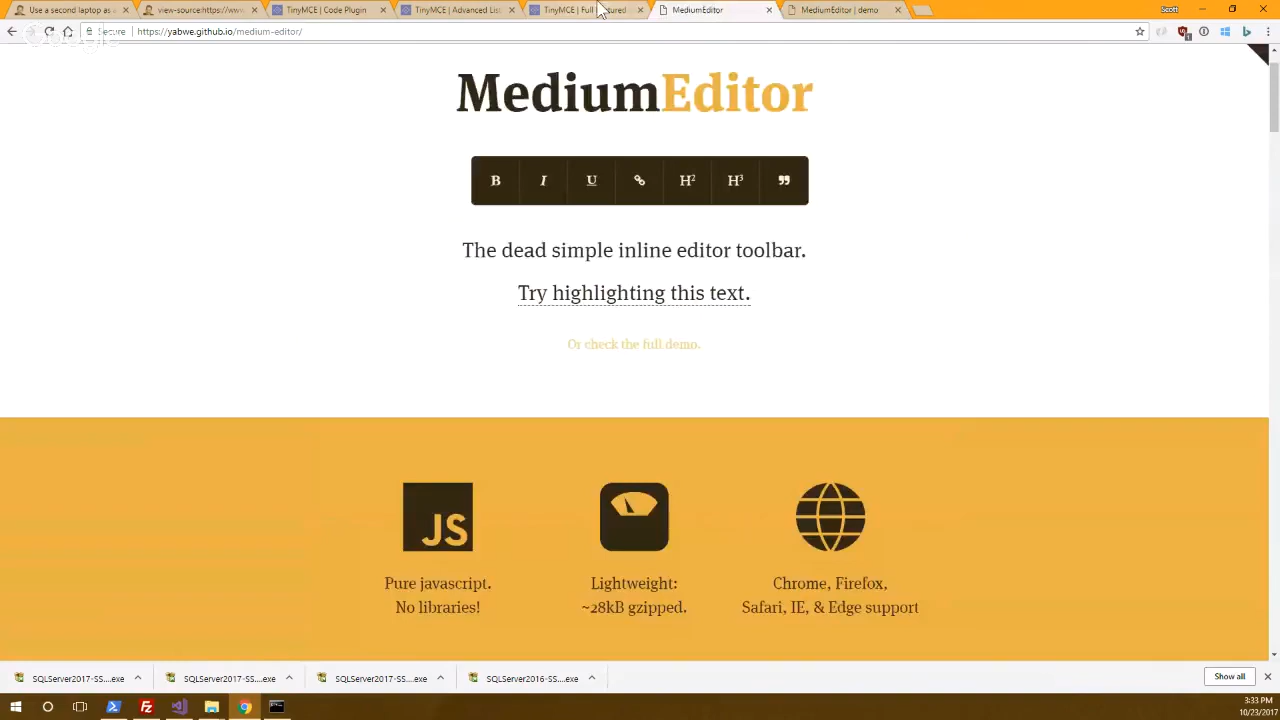 Use a second laptop as
view-source:https://www
TinyMCE | Code Plugin
TinyMCE | Advanced List
TinyMCE | Full Featured
MediumEditor
MediumEditor | demo
Scott
Secure
https://yabwe.github.io/medium-editor/
Google
MediumEditor
B I U H2 H3
The dead simple inline editor toolbar.
Try highlighting this text.
Or check the full demo.
JS
Pure javascript.
No libraries!
Lightweight:
~28kB gzipped.
Chrome, Firefox,
Safari, IE, & Edge support
SQLServer2017-SS....exe
SQLServer2017-SS....exe
SQLServer2017-SS....exe
SQLServer2016-SS....exe
Show all
3:33 PM
10/23/2017